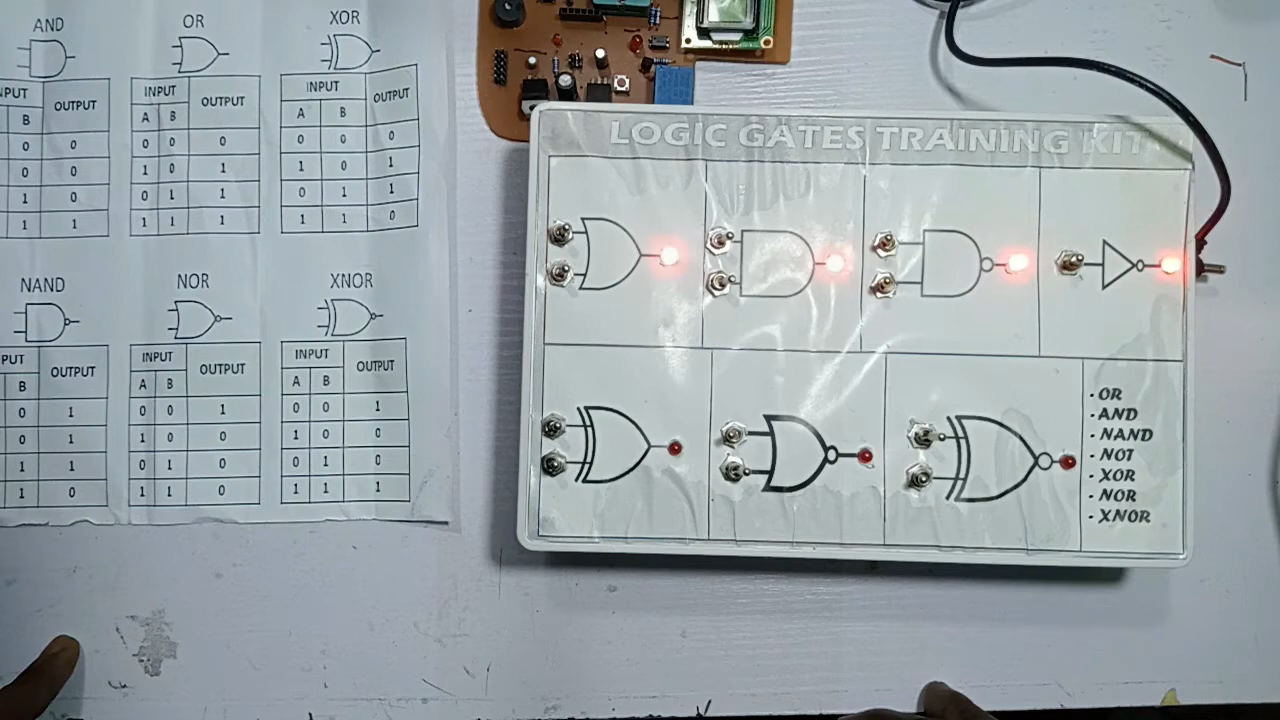 AND
NPUT OUTPUT
B
0 0
0 0
1 0
1 1
OR
INPUT OUTPUT
A B
0 0 0
1 0 1
0 1 1
1 1 1
XOR
INPUT OUTPUT
A B
0 0 0
1 0 1
0 1 1
1 1 0
NAND
PUT OUTPUT
B
0 1
0 1
1 1
1 0
NOR
INPUT OUTPUT
A B
0 0 1
1 0 0
0 1 0
1 1 0
XNOR
INPUT OUTPUT
A B
0 0 1
1 0 0
0 1 0
1 1 1
LOGIC GATES TRAINING KIT
· OR
· AND
· NAND
· NOT
· XOR
· NOR
· XNOR